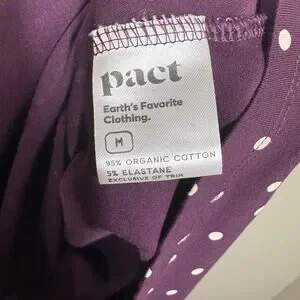 pact
Earth's Favorite
Clothing.
M
95% ORGANIC COTTON
5% ELASTANE
EXCLUSIVE OF TRIM